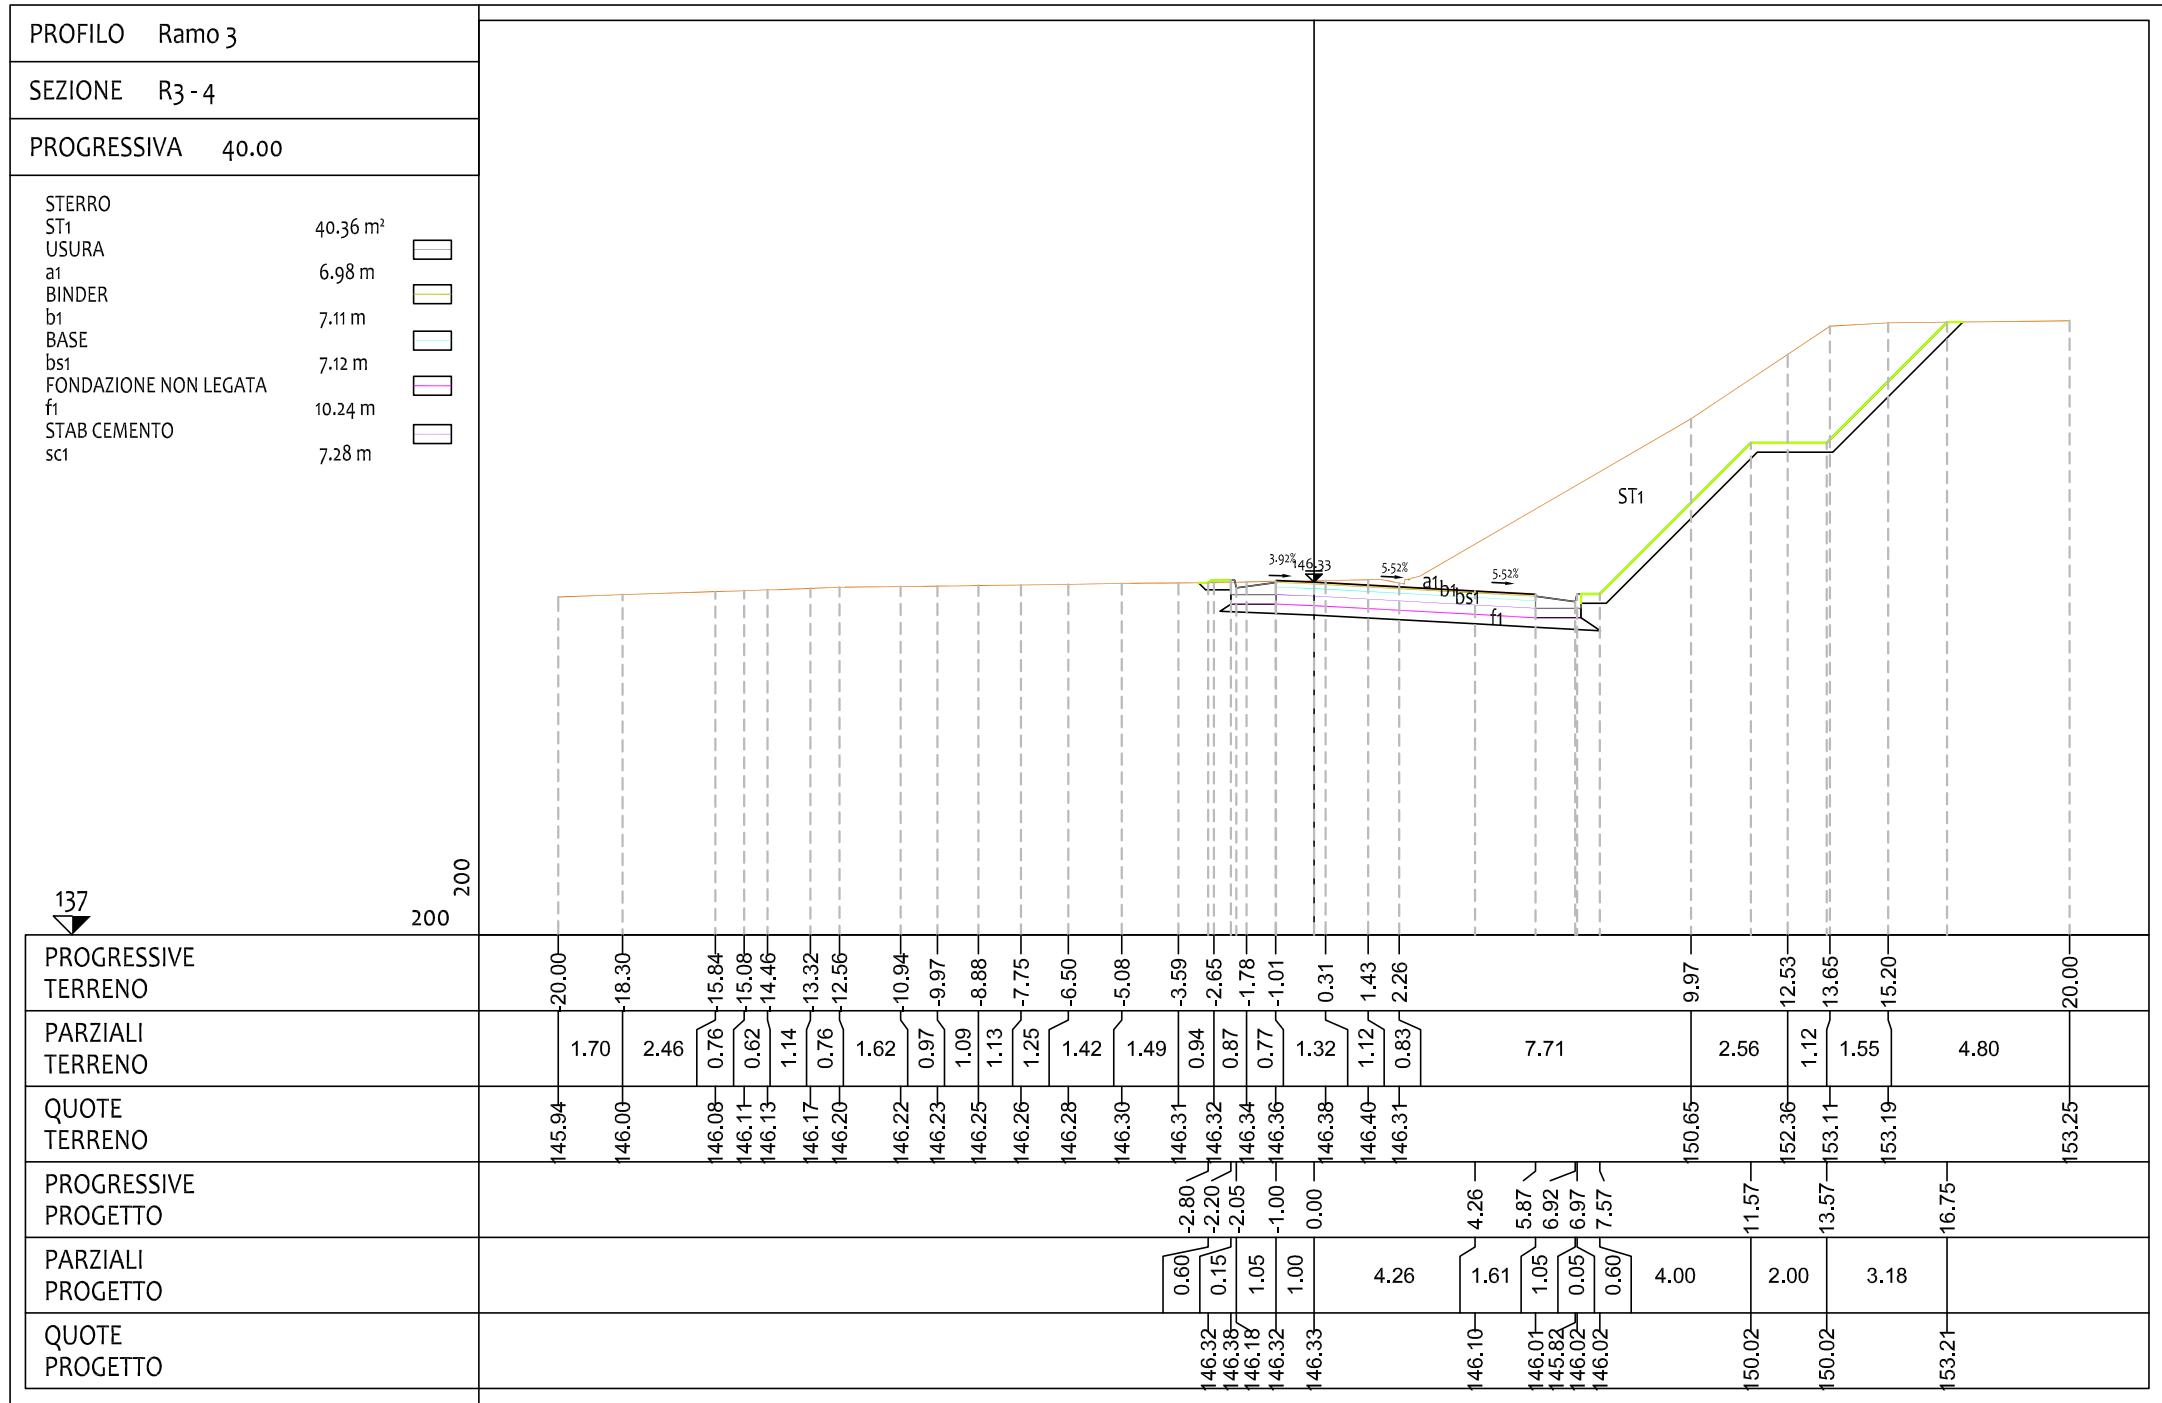 PROFILO Ramo 3
SEZIONE R3 - 4
PROGRESSIVA 40.00
STERRO
ST1 40.36 m²
USURA
a1 6.98 m
BINDER
b1 7.11 m
BASE
bs1 7.12 m
FONDAZIONE NON LEGATA
f1 10.24 m
STAB CEMENTO
sc1 7.28 m
ST1
3.92% 146.33 5.52% 5.52%
a1 b1 bs1
f1
200
137 200
PROGRESSIVE
TERRENO
-20.00 -18.30 -15.84 -15.08 -14.46 -13.32 -12.56 -10.94 -9.97 -8.88 -7.75 -6.50 -5.08 -3.59 -2.65 -1.78 -1.01 0.31 1.43 2.26 9.97 12.53 13.65 15.20 20.00
PARZIALI
TERRENO
1.70 2.46 0.76 0.62 1.14 0.76 1.62 0.97 1.09 1.13 1.25 1.42 1.49 0.94 0.87 0.77 1.32 1.12 0.83 7.71 2.56 1.12 1.55 4.80
QUOTE
TERRENO
145.94 146.00 146.08 146.11 146.13 146.17 146.20 146.22 146.23 146.25 146.26 146.28 146.30 146.31 146.32 146.34 146.36 146.38 146.40 146.31 150.65 152.36 153.11 153.19 153.25
PROGRESSIVE
PROGETTO
-2.80 -2.20 -2.05 -1.00 0.00 4.26 5.87 6.92 6.97 7.57 11.57 13.57 16.75
PARZIALI
PROGETTO
0.60 0.15 1.05 1.00 4.26 1.61 1.05 0.05 0.60 4.00 2.00 3.18
QUOTE
PROGETTO
146.32 146.38 146.18 146.32 146.33 146.10 146.01 145.82 146.02 146.02 150.02 150.02 153.21